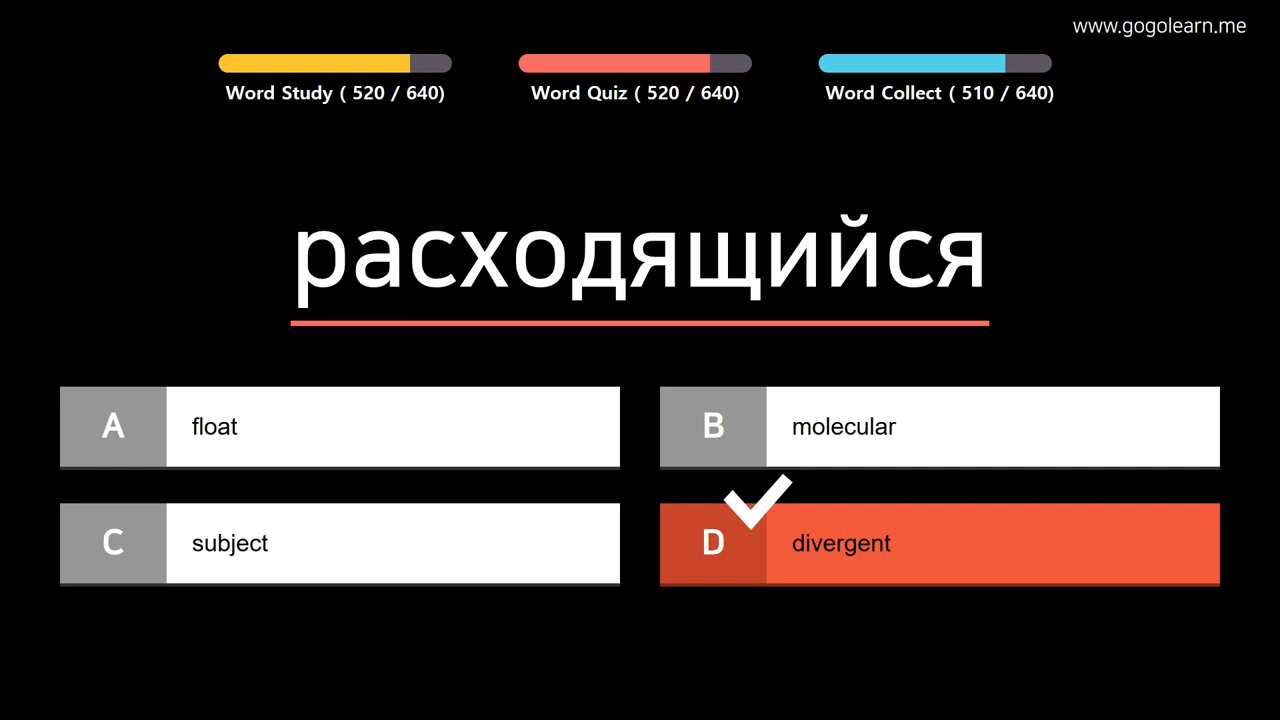 www.gogolearn.me
Word Study ( 520 / 640)
Word Quiz ( 520 / 640)
Word Collect ( 510 / 640)
расходящийся
A float
B molecular
C subject
D divergent